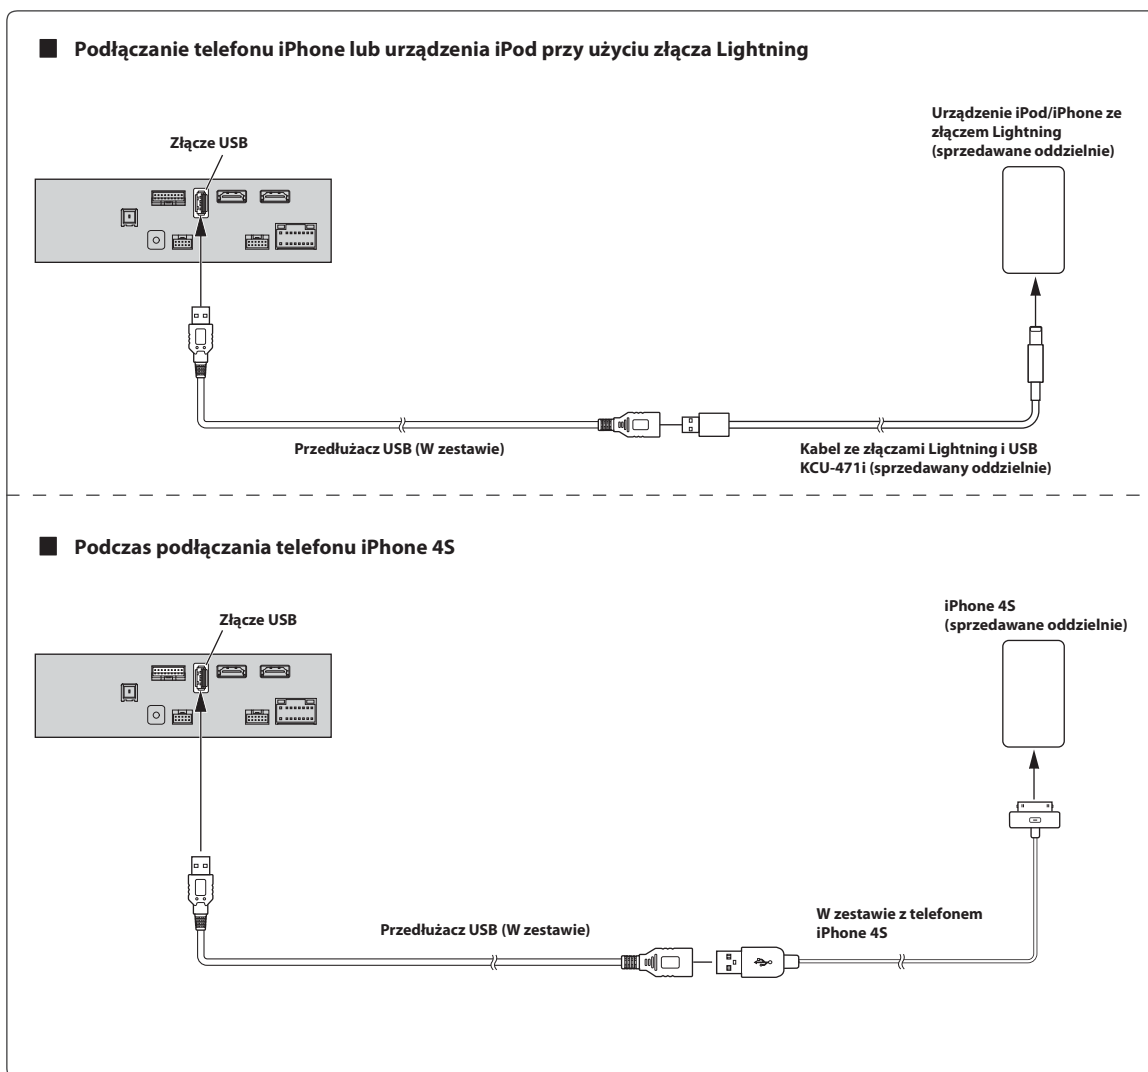 Podłączanie telefonu iPhone lub urządzenia iPod przy użyciu złącza Lightning
Złącze USB
Urządzenie iPod/iPhone ze
złączem Lightning
(sprzedawane oddzielnie)
Przedłużacz USB (W zestawie)
Kabel ze złączami Lightning i USB
KCU-471i (sprzedawany oddzielnie)
Podczas podłączania telefonu iPhone 4S
Złącze USB
iPhone 4S
(sprzedawane oddzielnie)
Przedłużacz USB (W zestawie)
W zestawie z telefonem
iPhone 4S